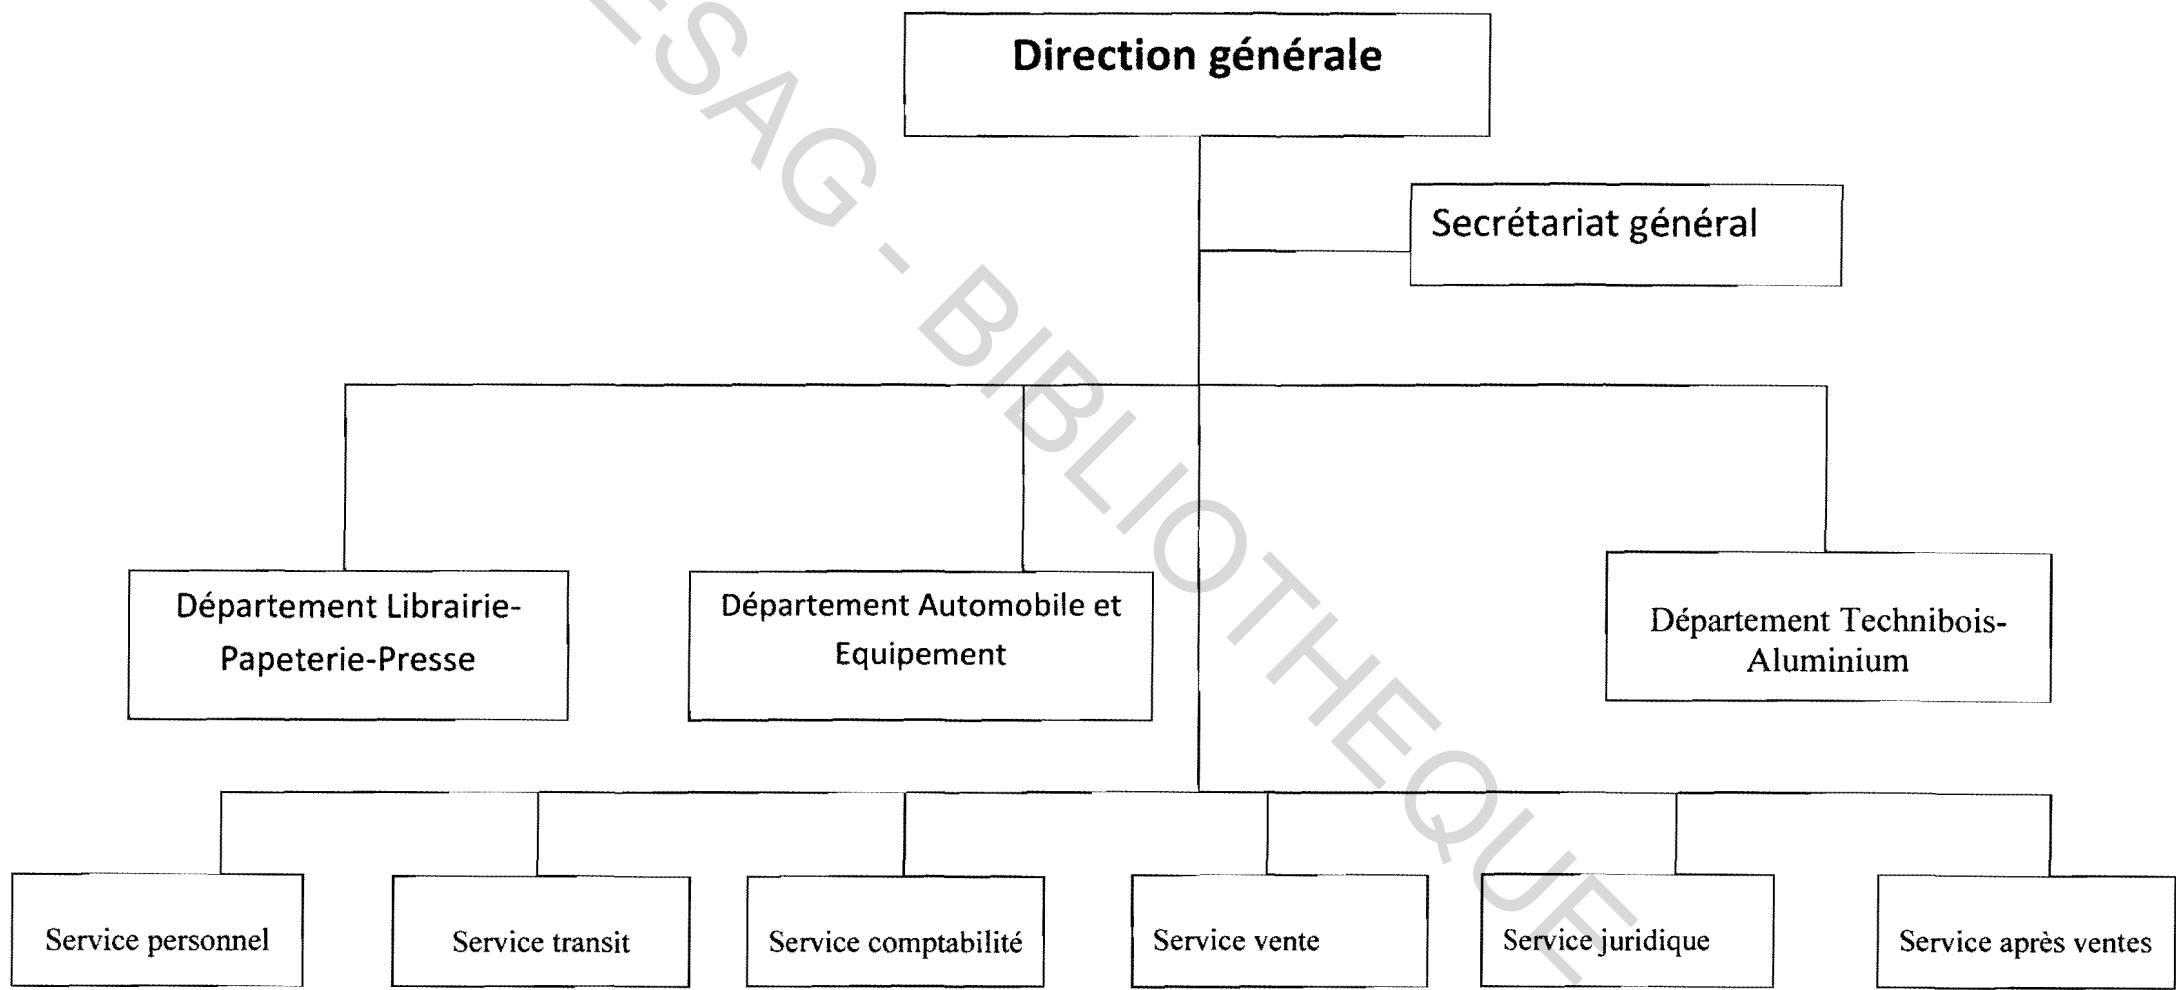 Direction générale
Secrétariat général
Département Librairie-
Papeterie-Presse
Département Automobile et
Equipement
Département Technibois-
Aluminium
Service personnel
Service transit
Service comptabilité
Service vente
Service juridique
Service après ventes
ESAG - BIBLIOTHEQUE